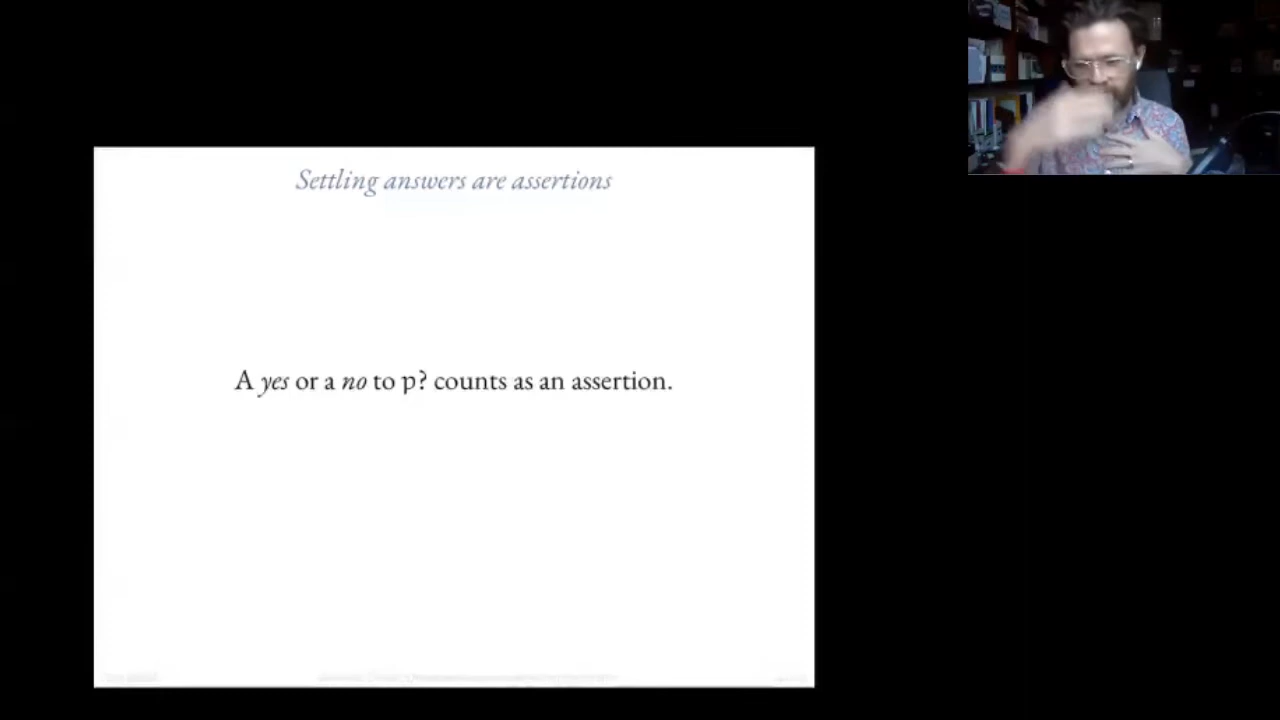 Settling answers are assertions
A yes or a no to p? counts as an assertion.